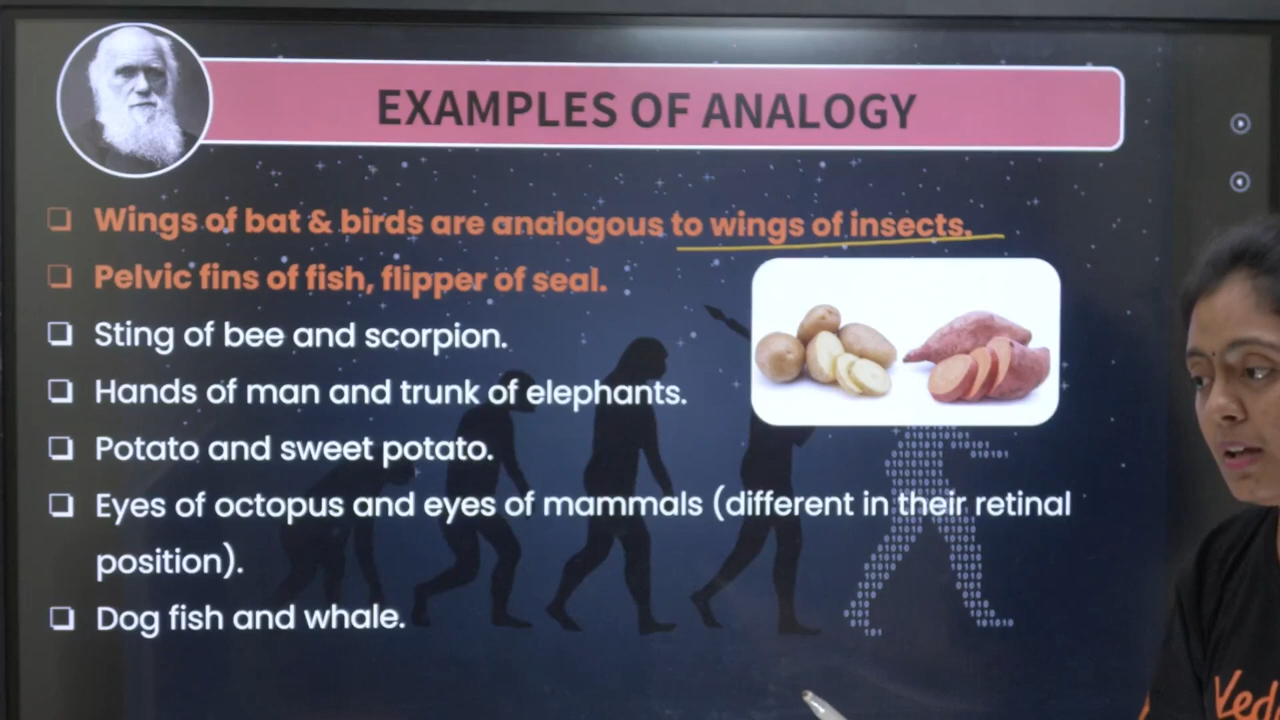 EXAMPLES OF ANALOGY
❑ Wings of bat & birds are analogous to wings of insects.
❑ Pelvic fins of fish, flipper of seal.
❑ Sting of bee and scorpion.
❑ Hands of man and trunk of elephants.
❑ Potato and sweet potato.
❑ Eyes of octopus and eyes of mammals (different in their retinal
position).
❑ Dog fish and whale.
Ved